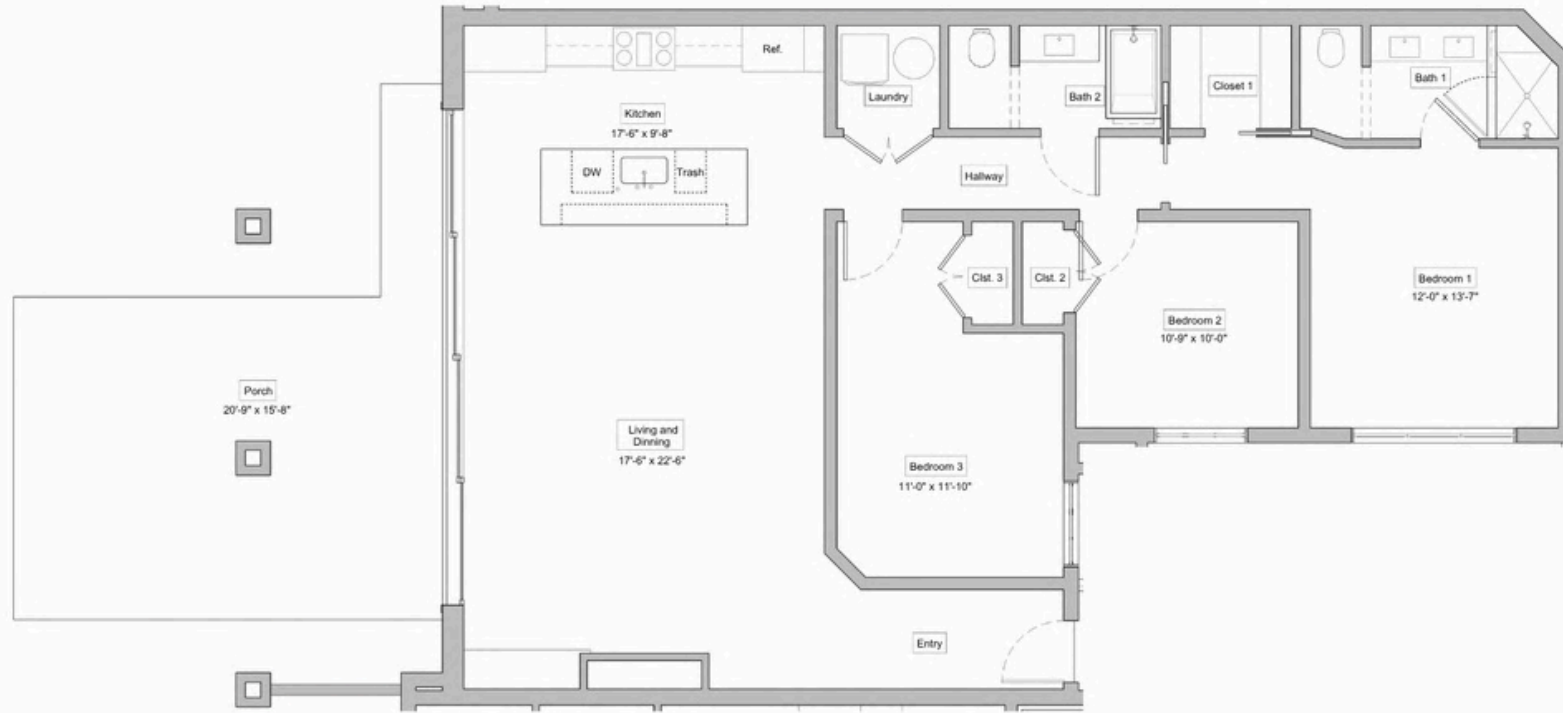 Ref.
Kitchen
17'-6" x 9'-8"
DW
Trash
Laundry
Bath 2
Closet 1
Bath 1
Hallway
Clst. 3
Clst. 2
Bedroom 1
12'-0" x 13'-7"
Bedroom 2
10'-9" x 10'-0"
Porch
20'-9" x 15'-8"
Living and
Dinning
17'-6" x 22'-6"
Bedroom 3
11'-0" x 11'-10"
Entry